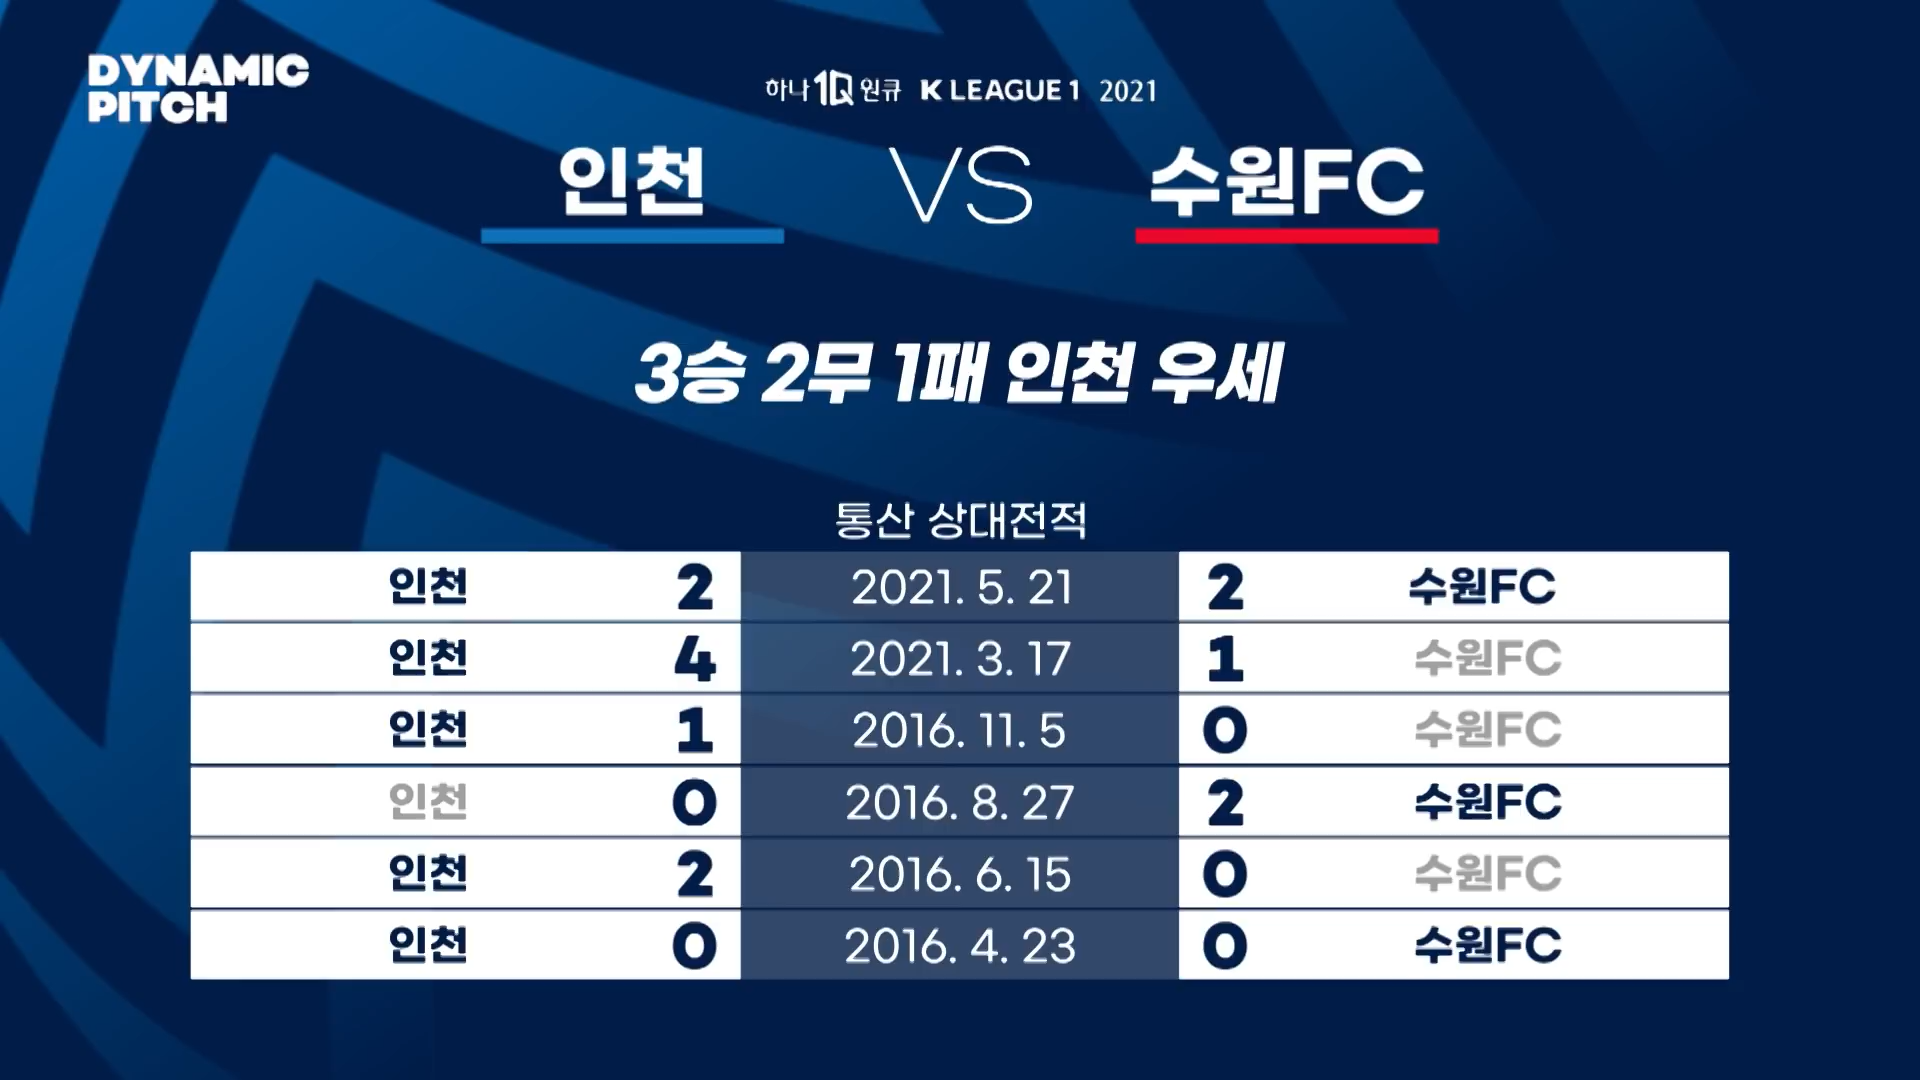 DYNAMIC
PITCH
하나 1Q 원큐 K LEAGUE 1 2021
인천 VS 수원FC
3승 2무 1패 인천 우세
통산 상대전적
인천 2 2021. 5. 21 2 수원FC
인천 4 2021. 3. 17 1 수원FC
인천 1 2016. 11. 5 0 수원FC
인천 0 2016. 8. 27 2 수원FC
인천 2 2016. 6. 15 0 수원FC
인천 0 2016. 4. 23 0 수원FC